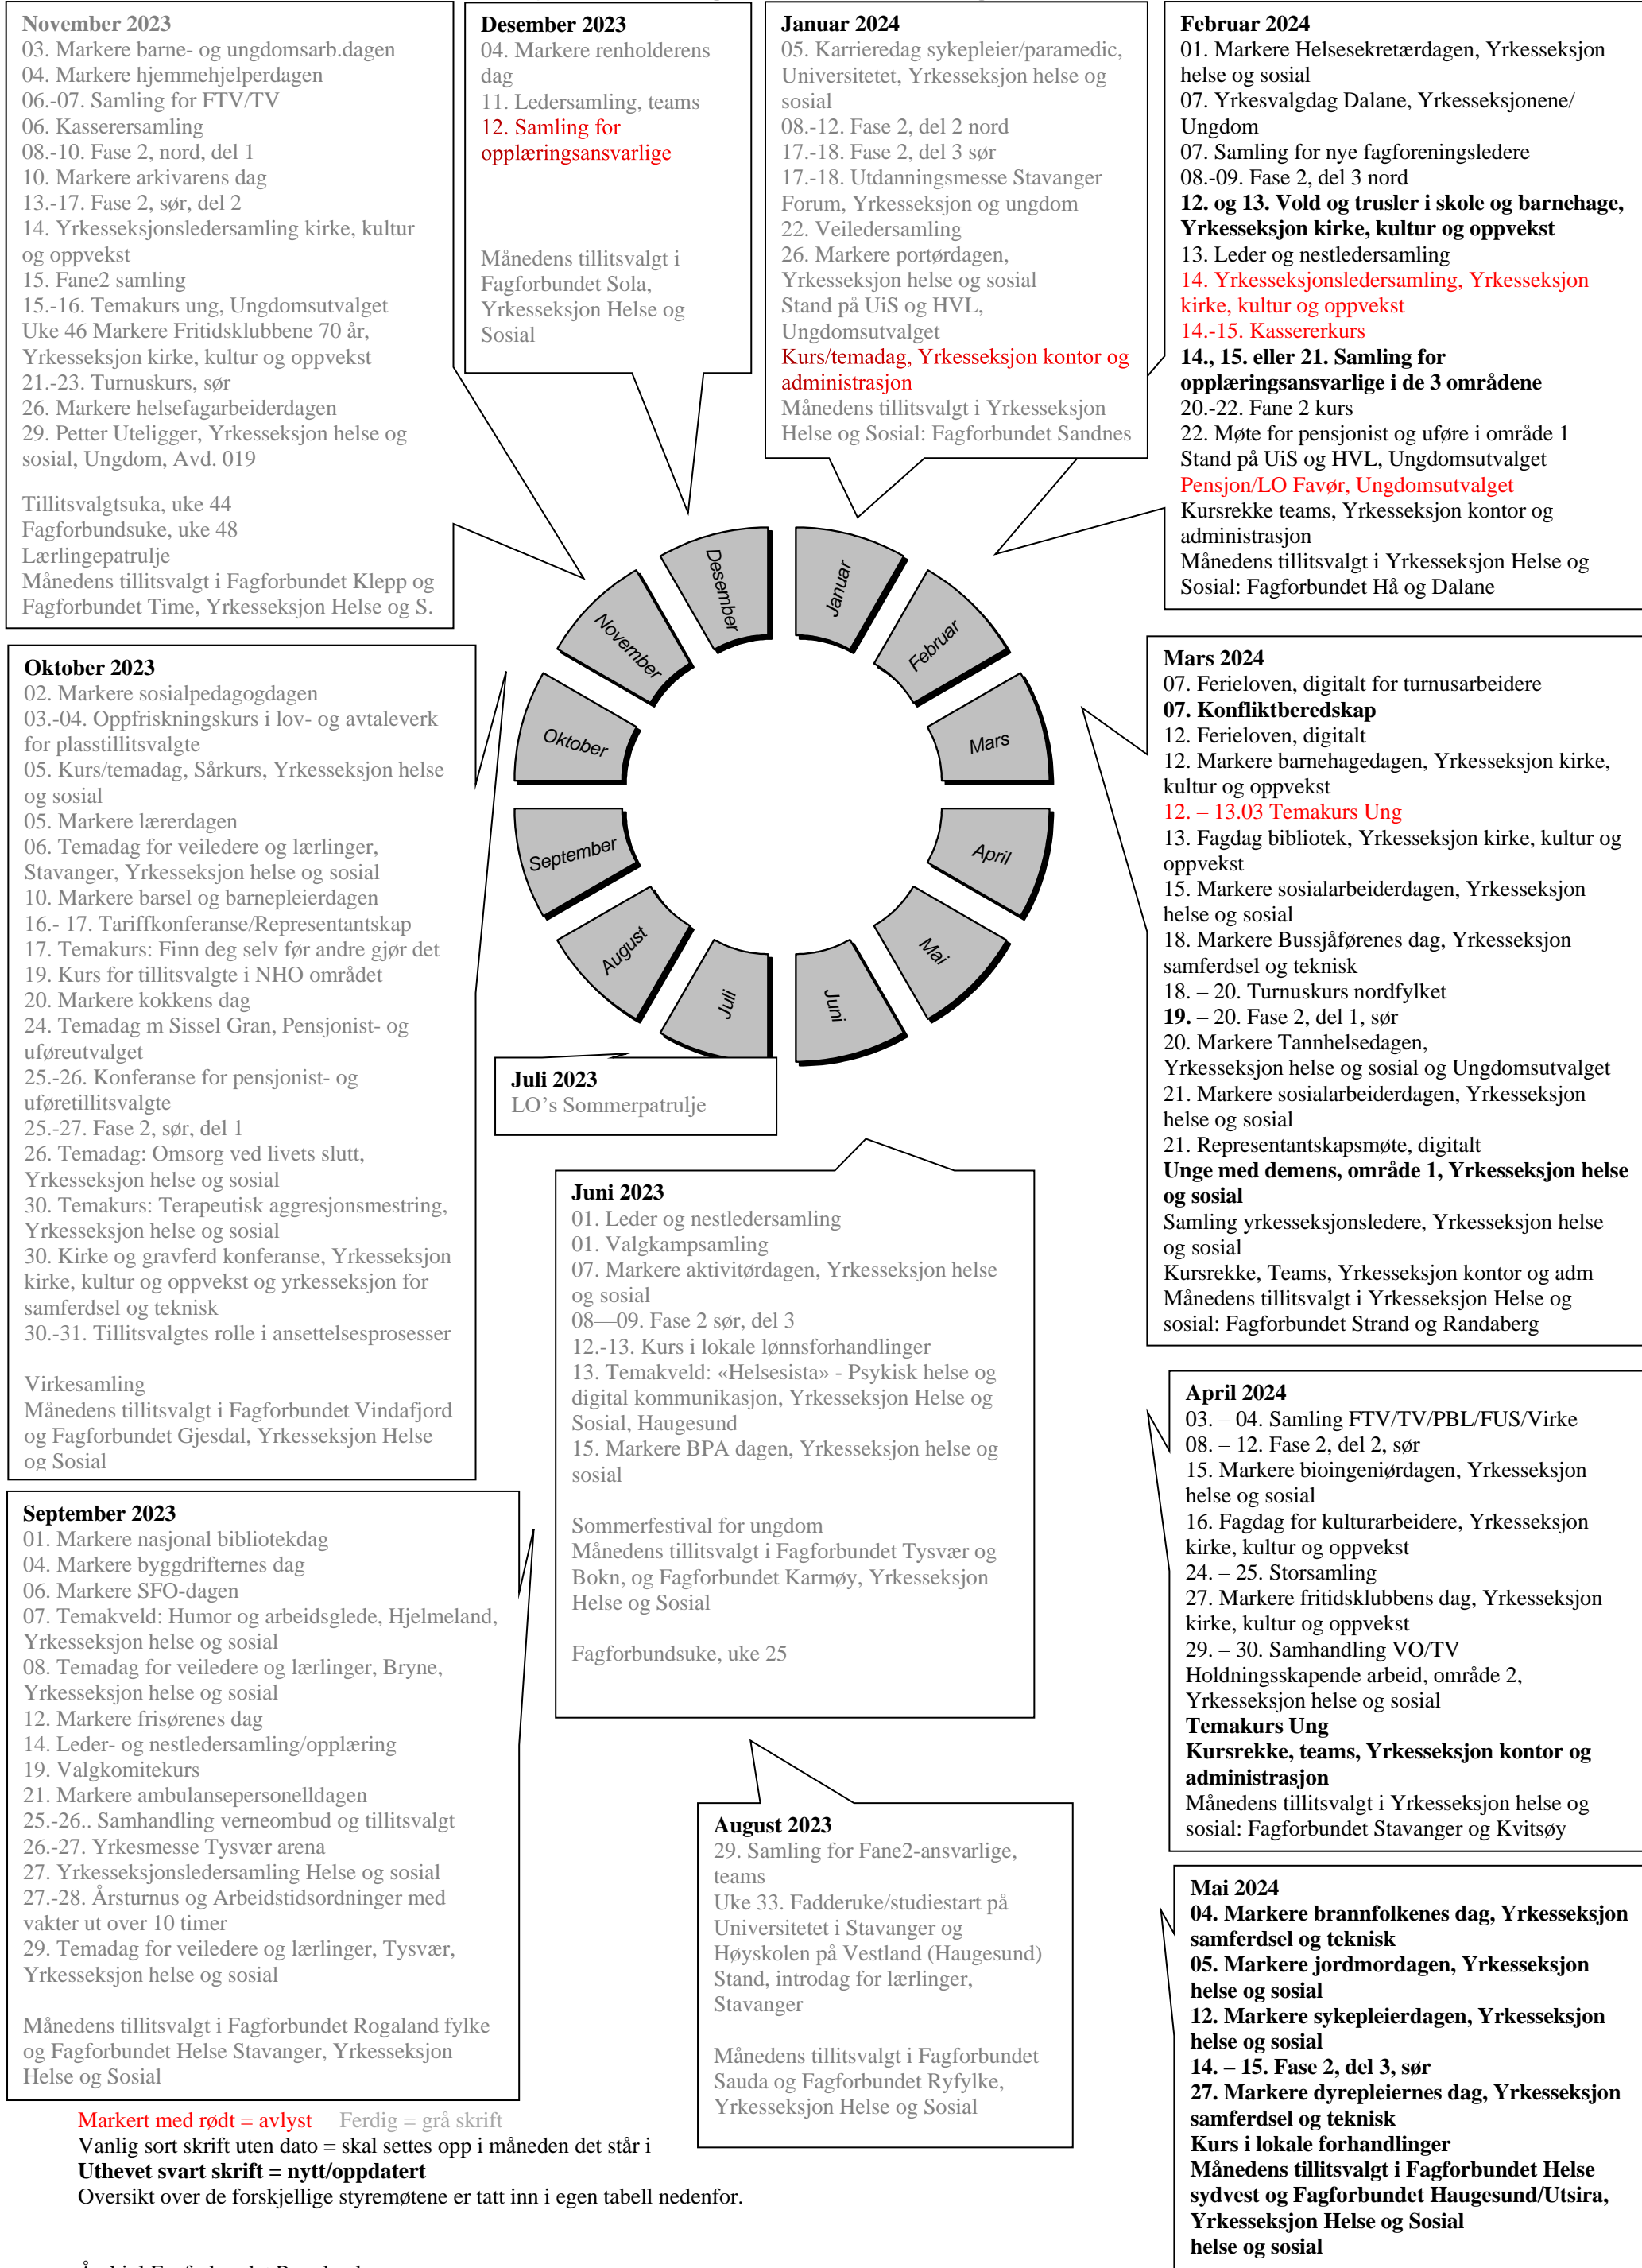 November 2023
03. Markere barne- og ungdomsarb.dagen
04. Markere hjemmehjelperdagen
06.-07. Samling for FTV/TV
06. Kasserersamling
08.-10. Fase 2, nord, del 1
10. Markere arkivarens dag
13.-17. Fase 2, sør, del 2
14. Yrkesseksjonsledersamling kirke, kultur
og oppvekst
15. Fane2 samling
15.-16. Temakurs ung, Ungdomsutvalget
Uke 46 Markere Fritidsklubbene 70 år,
Yrkesseksjon kirke, kultur og oppvekst
21.-23. Turnuskurs, sør
26. Markere helsefagarbeiderdagen
29. Petter Uteligger, Yrkesseksjon helse og
sosial, Ungdom, Avd. 019
Tillitsvalgtsuka, uke 44
Fagforbundsuke, uke 48
Lærlingepatrulje
Månedens tillitsvalgt i Fagforbundet Klepp og
Fagforbundet Time, Yrkesseksjon Helse og S.
Desember 2023
04. Markere renholderens
dag
11. Ledersamling, teams
12. Samling for
opplæringsansvarlige
Månedens tillitsvalgt i
Fagforbundet Sola,
Yrkesseksjon Helse og
Sosial
Januar 2024
05. Karrieredag sykepleier/paramedic,
Universitetet, Yrkesseksjon helse og
sosial
08.-12. Fase 2, del 2 nord
17.-18. Fase 2, del 3 sør
17.-18. Utdanningsmesse Stavanger
Forum, Yrkesseksjon og ungdom
22. Veiledersamling
26. Markere portørdagen,
Yrkesseksjon helse og sosial
Stand på UiS og HVL,
Ungdomsutvalget
Kurs/temadag, Yrkesseksjon kontor og
administrasjon
Månedens tillitsvalgt i Yrkesseksjon
Helse og Sosial: Fagforbundet Sandnes
Februar 2024
01. Markere Helsesekretærdagen, Yrkesseksjon
helse og sosial
07. Yrkesvalgdag Dalane, Yrkesseksjonene/
Ungdom
07. Samling for nye fagforeningsledere
08.-09. Fase 2, del 3 nord
12. og 13. Vold og trusler i skole og barnehage,
Yrkesseksjon kirke, kultur og oppvekst
13. Leder og nestledersamling
14. Yrkesseksjonsledersamling, Yrkesseksjon
kirke, kultur og oppvekst
14.-15. Kassererkurs
14., 15. eller 21. Samling for
opplæringsansvarlige i de 3 områdene
20.-22. Fane 2 kurs
22. Møte for pensjonist og uføre i område 1
Stand på UiS og HVL, Ungdomsutvalget
Pensjon/LO Favør, Ungdomsutvalget
Kursrekke teams, Yrkesseksjon kontor og
administrasjon
Månedens tillitsvalgt i Yrkesseksjon Helse og
Sosial: Fagforbundet Hå og Dalane
Desember
Januar
November
Februar
Oktober
Mars
September
April
August
Mai
Juli
Juni
Oktober 2023
02. Markere sosialpedagogdagen
03.-04. Oppfriskningskurs i lov- og avtaleverk
for plasstillitsvalgte
05. Kurs/temadag, Sårkurs, Yrkesseksjon helse
og sosial
05. Markere lærerdagen
06. Temadag for veiledere og lærlinger,
Stavanger, Yrkesseksjon helse og sosial
10. Markere barsel og barnepleierdagen
16.- 17. Tariffkonferanse/Representantskap
17. Temakurs: Finn deg selv før andre gjør det
19. Kurs for tillitsvalgte i NHO området
20. Markere kokkens dag
24. Temadag m Sissel Gran, Pensjonist- og
uføreutvalget
25.-26. Konferanse for pensjonist- og
uføretillitsvalgte
25.-27. Fase 2, sør, del 1
26. Temadag: Omsorg ved livets slutt,
Yrkesseksjon helse og sosial
30. Temakurs: Terapeutisk aggresjonsmestring,
Yrkesseksjon helse og sosial
30. Kirke og gravferd konferanse, Yrkesseksjon
kirke, kultur og oppvekst og yrkesseksjon for
samferdsel og teknisk
30.-31. Tillitsvalgtes rolle i ansettelsesprosesser
Virkesamling
Månedens tillitsvalgt i Fagforbundet Vindafjord
og Fagforbundet Gjesdal, Yrkesseksjon Helse
og Sosial
Mars 2024
07. Ferieloven, digitalt for turnusarbeidere
07. Konfliktberedskap
12. Ferieloven, digitalt
12. Markere barnehagedagen, Yrkesseksjon kirke,
kultur og oppvekst
12. – 13.03 Temakurs Ung
13. Fagdag bibliotek, Yrkesseksjon kirke, kultur og
oppvekst
15. Markere sosialarbeiderdagen, Yrkesseksjon
helse og sosial
18. Markere Bussjåførenes dag, Yrkesseksjon
samferdsel og teknisk
18. – 20. Turnuskurs nordfylket
19. – 20. Fase 2, del 1, sør
20. Markere Tannhelsedagen,
Yrkesseksjon helse og sosial og Ungdomsutvalget
21. Markere sosialarbeiderdagen, Yrkesseksjon
helse og sosial
21. Representantskapsmøte, digitalt
Unge med demens, område 1, Yrkesseksjon helse
og sosial
Samling yrkesseksjonsledere, Yrkesseksjon helse
og sosial
Kursrekke, Teams, Yrkesseksjon kontor og adm
Månedens tillitsvalgt i Yrkesseksjon Helse og
sosial: Fagforbundet Strand og Randaberg
Juli 2023
LO's Sommerpatrulje
Juni 2023
01. Leder og nestledersamling
01. Valgkampsamling
07. Markere aktivitørdagen, Yrkesseksjon helse
og sosial
08—09. Fase 2 sør, del 3
12.-13. Kurs i lokale lønnsforhandlinger
13. Temakveld: «Helsesista» - Psykisk helse og
digital kommunikasjon, Yrkesseksjon Helse og
Sosial, Haugesund
15. Markere BPA dagen, Yrkesseksjon helse og
sosial
Sommerfestival for ungdom
Månedens tillitsvalgt i Fagforbundet Tysvær og
Bokn, og Fagforbundet Karmøy, Yrkesseksjon
Helse og Sosial
Fagforbundsuke, uke 25
April 2024
03. – 04. Samling FTV/TV/PBL/FUS/Virke
08. – 12. Fase 2, del 2, sør
15. Markere bioingeniørdagen, Yrkesseksjon
helse og sosial
16. Fagdag for kulturarbeidere, Yrkesseksjon
kirke, kultur og oppvekst
24. – 25. Storsamling
27. Markere fritidsklubbens dag, Yrkesseksjon
kirke, kultur og oppvekst
29. – 30. Samhandling VO/TV
Holdningsskapende arbeid, område 2,
Yrkesseksjon helse og sosial
Temakurs Ung
Kursrekke, teams, Yrkesseksjon kontor og
administrasjon
Månedens tillitsvalgt i Yrkesseksjon helse og
sosial: Fagforbundet Stavanger og Kvitsøy
September 2023
01. Markere nasjonal bibliotekdag
04. Markere byggdrifternes dag
06. Markere SFO-dagen
07. Temakveld: Humor og arbeidsglede, Hjelmeland,
Yrkesseksjon helse og sosial
08. Temadag for veiledere og lærlinger, Bryne,
Yrkesseksjon helse og sosial
12. Markere frisørenes dag
14. Leder- og nestledersamling/opplæring
19. Valgkomitekurs
21. Markere ambulansepersonelldagen
25.-26.. Samhandling verneombud og tillitsvalgt
26.-27. Yrkesmesse Tysvær arena
27. Yrkesseksjonsledersamling Helse og sosial
27.-28. Årsturnus og Arbeidstidsordninger med
vakter ut over 10 timer
29. Temadag for veiledere og lærlinger, Tysvær,
Yrkesseksjon helse og sosial
Månedens tillitsvalgt i Fagforbundet Rogaland fylke
og Fagforbundet Helse Stavanger, Yrkesseksjon
Helse og Sosial
August 2023
29. Samling for Fane2-ansvarlige,
teams
Uke 33. Fadderuke/studiestart på
Universitetet i Stavanger og
Høyskolen på Vestland (Haugesund)
Stand, introdag for lærlinger,
Stavanger
Månedens tillitsvalgt i Fagforbundet
Sauda og Fagforbundet Ryfylke,
Yrkesseksjon Helse og Sosial
Mai 2024
04. Markere brannfolkenes dag, Yrkesseksjon
samferdsel og teknisk
05. Markere jordmordagen, Yrkesseksjon
helse og sosial
12. Markere sykepleierdagen, Yrkesseksjon
helse og sosial
14. – 15. Fase 2, del 3, sør
27. Markere dyrepleiernes dag, Yrkesseksjon
samferdsel og teknisk
Kurs i lokale forhandlinger
Månedens tillitsvalgt i Fagforbundet Helse
sydvest og Fagforbundet Haugesund/Utsira,
Yrkesseksjon Helse og Sosial
helse og sosial
Markert med rødt = avlyst Ferdig = grå skrift
Vanlig sort skrift uten dato = skal settes opp i måneden det står i
Uthevet svart skrift = nytt/oppdatert
Oversikt over de forskjellige styremøtene er tatt inn i egen tabell nedenfor.